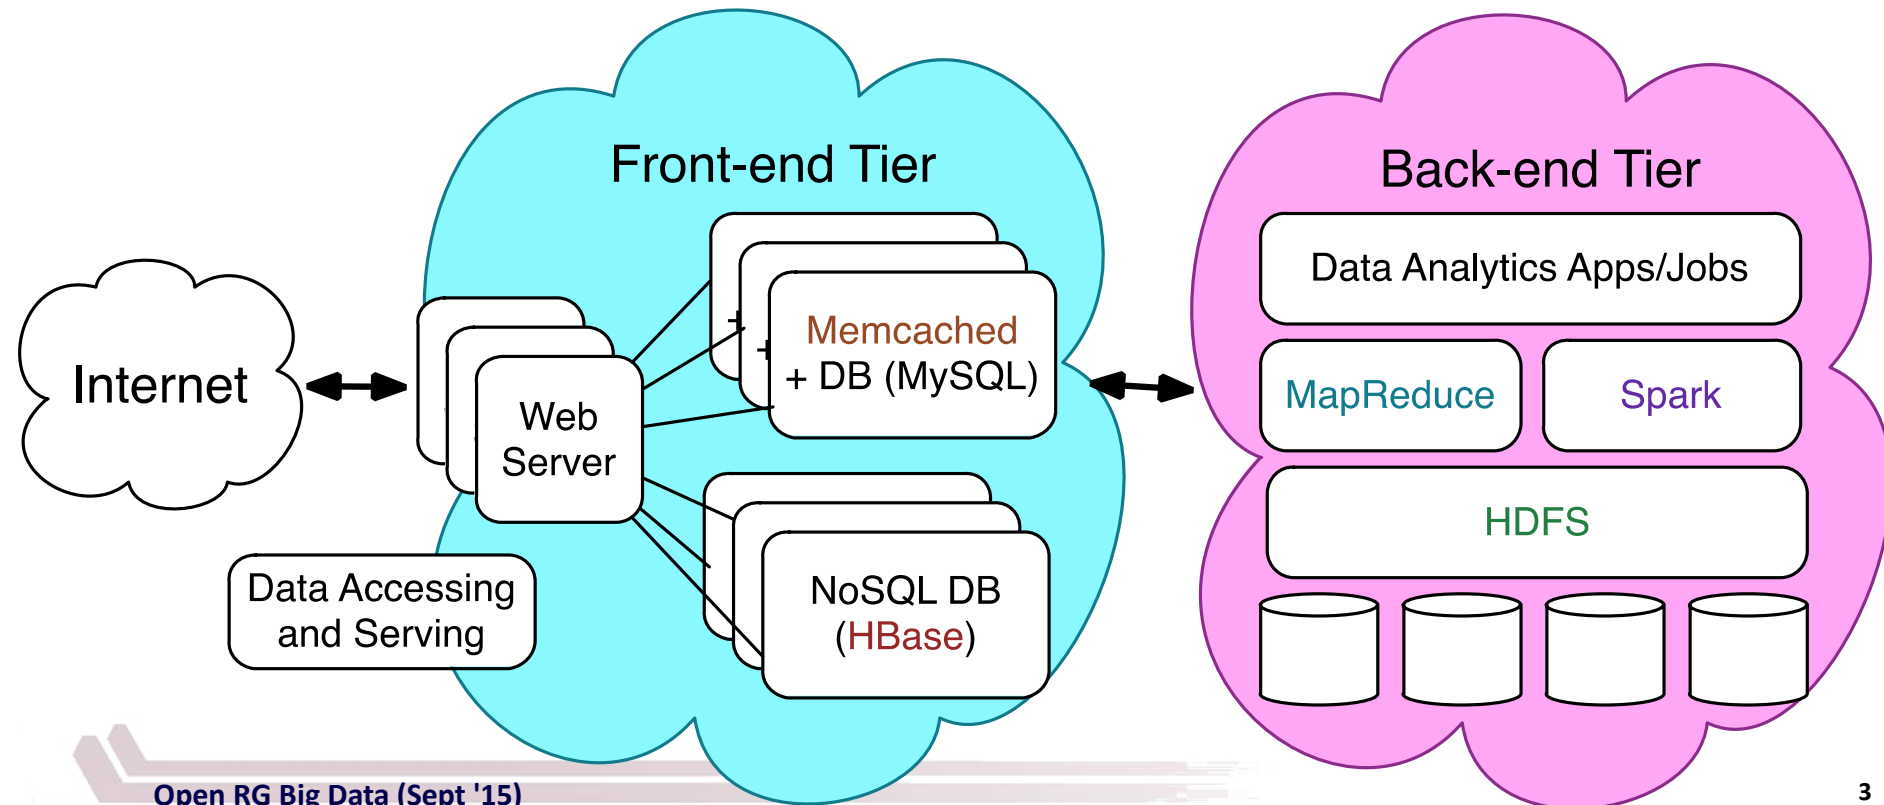 Front-end Tier
Back-end Tier
Internet
Web
Server
+
+
Memcached
+ DB (MySQL)
NoSQL DB
(HBase)
Data Accessing
and Serving
Data Analytics Apps/Jobs
MapReduce
Spark
HDFS
Open RG Big Data (Sept '15)
3